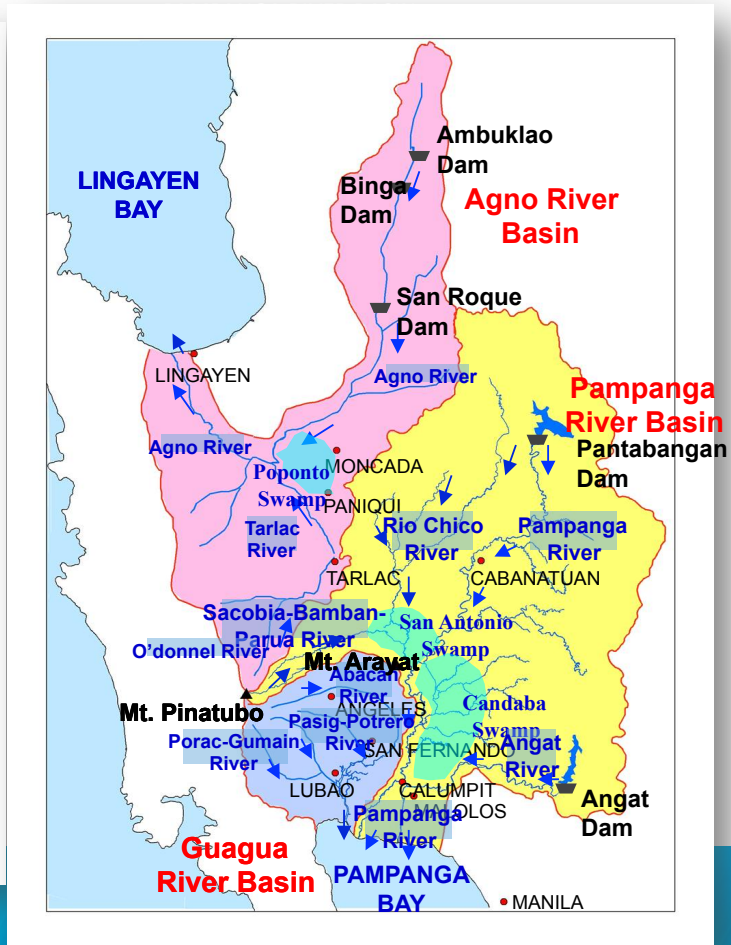 Ambuklao
Dam
LINGAYEN
BAY
Binga
Dam
Agno River
Basin
San Roque
Dam
LINGAYEN
Agno River
Pampanga
River Basin
Agno River
Pantabangan
Dam
MONCADA
Poponto
Swamp
PANIQUI
Tarlac
River
Rio Chico
River
Pampanga
River
TARLAC
CABANATUAN
Sacobia-Bamban-
Parua River
San Antonio
Swamp
O'donnel River
Mt. Arayat
Abacan
River
Mt. Pinatubo
ANGELES
Candaba
Swamp
Pasig-Potrero
River
Porac-Gumain
River
SAN FERNANDO
Angat
River
LUBAO
CALUMPIT
MALOLOS
Angat
Dam
Pampanga
River
Guagua
River Basin
PAMPANGA
BAY
MANILA